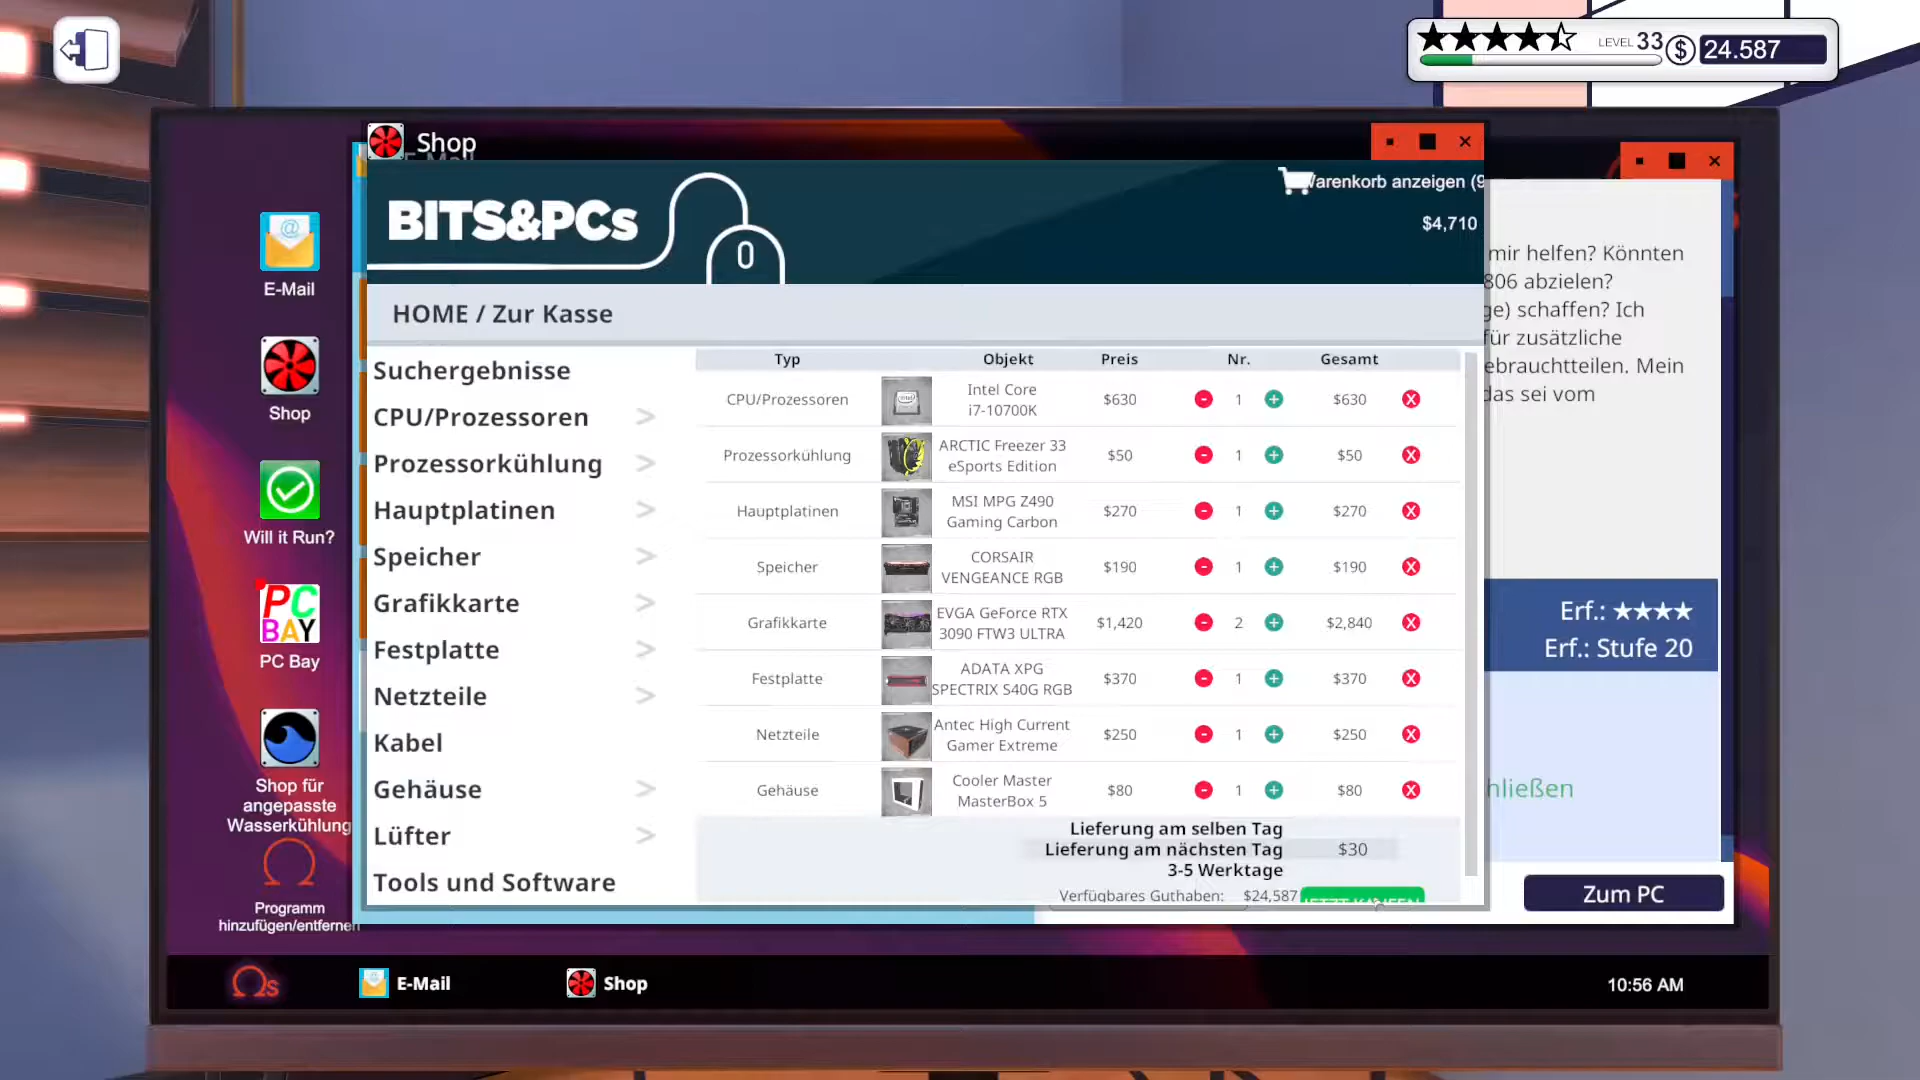 LEVEL 33
$ 24.587
Shop
E-Mail
BITS&PCs
Warenkorb anzeigen (9
$4,710
HOME / Zur Kasse
Suchergebnisse
CPU/Prozessoren >
Prozessorkühlung >
Hauptplatinen >
Speicher >
Grafikkarte >
Festplatte >
Netzteile >
Kabel
Gehäuse >
Lüfter >
Tools und Software
Typ Objekt Preis Nr. Gesamt
CPU/Prozessoren Intel Core i7-10700K $630 - 1 + $630 X
Prozessorkühlung ARCTIC Freezer 33 eSports Edition $50 - 1 + $50 X
Hauptplatinen MSI MPG Z490 Gaming Carbon $270 - 1 + $270 X
Speicher CORSAIR VENGEANCE RGB $190 - 1 + $190 X
Grafikkarte EVGA GeForce RTX 3090 FTW3 ULTRA $1,420 - 2 + $2,840 X
Festplatte ADATA XPG SPECTRIX S40G RGB $370 - 1 + $370 X
Netzteile Antec High Current Gamer Extreme $250 - 1 + $250 X
Gehäuse Cooler Master MasterBox 5 $80 - 1 + $80 X
Lieferung am selben Tag
Lieferung am nächsten Tag $30
3-5 Werktage
Verfügbares Guthaben: $24,587 JETZT KAUFEN
mir helfen? Könnten
806 abzielen?
ge) schaffen? Ich
für zusätzliche
ebrauchtteilen. Mein
das sei vom
Erf.: ★★★★
Erf.: Stufe 20
hließen
Zum PC
E-Mail
Shop
Will it Run?
PC BAY
PC Bay
Shop für
angepasste
Wasserkühlung
Programm
hinzufügen/entfernen
Ωs
E-Mail
Shop
10:56 AM